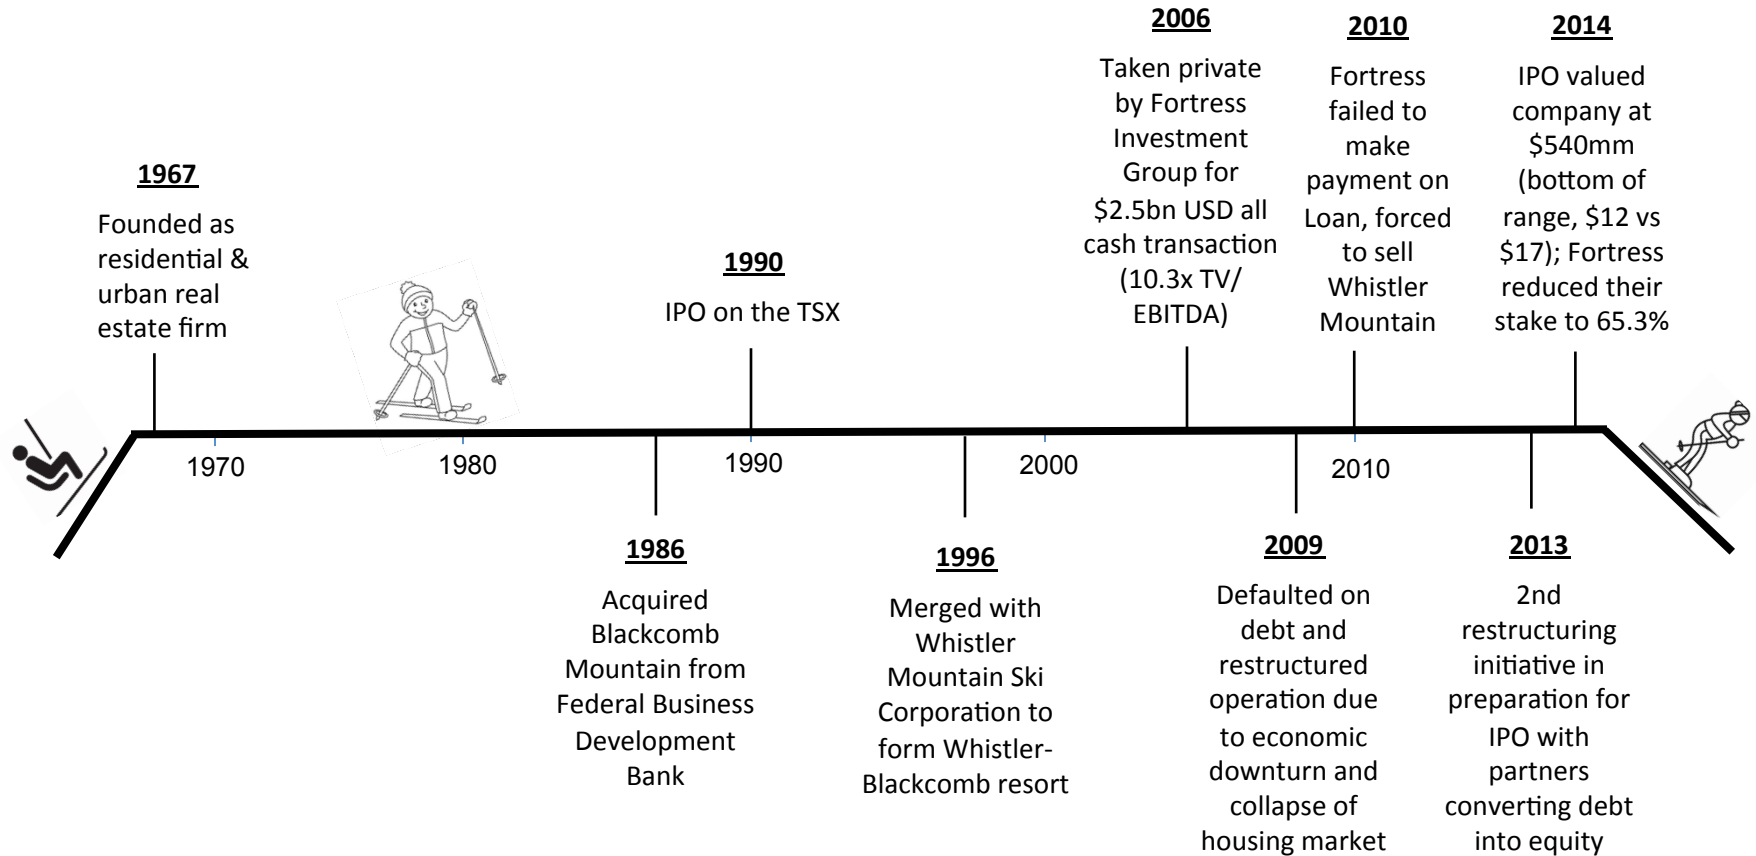 1967
Founded as
residential &
urban real
estate firm
1990
IPO on the TSX
2006
Taken private
by Fortress
Investment
Group for
$2.5bn USD all
cash transaction
(10.3x TV/
EBITDA)
2010
Fortress
failed to
make
payment on
Loan, forced
to sell
Whistler
Mountain
2014
IPO valued
company at
$540mm
(bottom of
range, $12 vs
$17); Fortress
reduced their
stake to 65.3%
1970
1980
1990
2000
2010
1986
Acquired
Blackcomb
Mountain from
Federal Business
Development
Bank
1996
Merged with
Whistler
Mountain Ski
Corporation to
form Whistler-
Blackcomb resort
2009
Defaulted on
debt and
restructured
operation due
to economic
downturn and
collapse of
housing market
2013
2nd
restructuring
initiative in
preparation for
IPO with
partners
converting debt
into equity